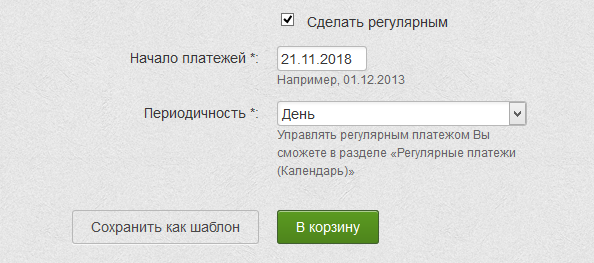 Сделать регулярным
Начало платежей *: 21.11.2018
Например, 01.12.2013
Периодичность *: День
Управлять регулярным платежом Вы
сможете в разделе «Регулярные платежи
(Календарь)»
Сохранить как шаблон В корзину